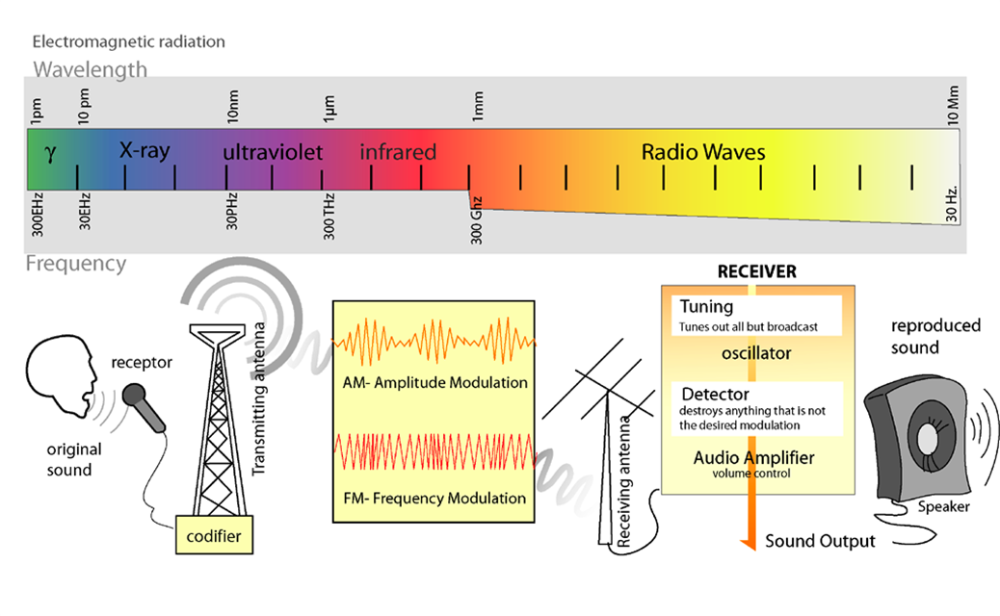 Electromagnetic radiation
Wavelength
1pm
10 pm
10nm
1μm
1mm
10 Mm
γ
X-ray
ultraviolet
infrared
Radio Waves
300EHz
30EHz
30PHz
300 THz
300 Ghz
30 Hz.
Frequency
original
sound
receptor
codifier
Transmitting antenna
AM- Amplitude Modulation
FM- Frequency Modulation
Receiving antenna
RECEIVER
Tuning
Tunes out all but broadcast
oscillator
Detector
destroys anything that is not
the desired modulation
Audio Amplifier
volume control
Sound Output
reproduced
sound
Speaker